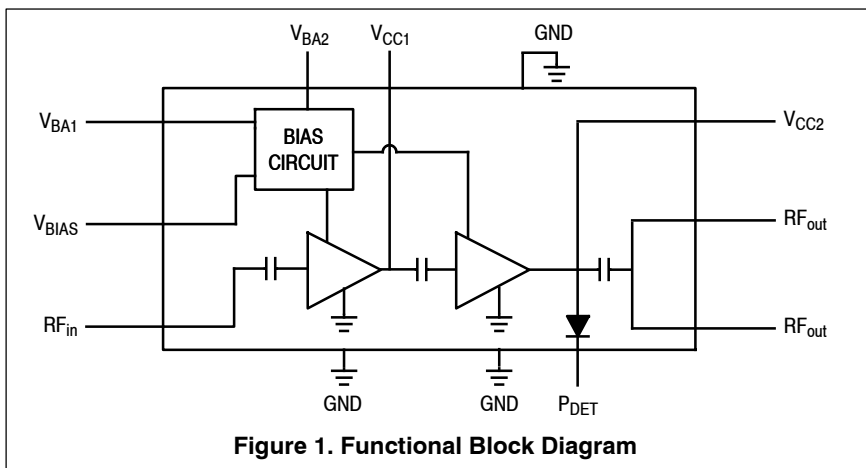 V_BA2 V_CC1 GND
V_BA1 V_CC2
BIAS
CIRCUIT
V_BIAS RF_out
RF_in RF_out
GND GND P_DET
Figure 1. Functional Block Diagram